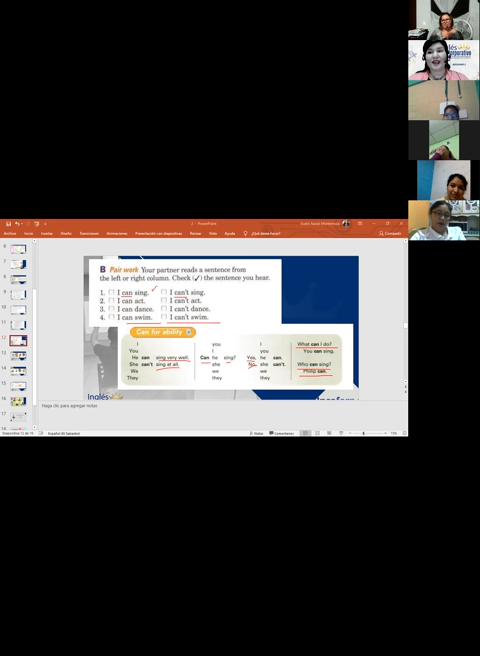 PowerPoint
Archivo Inicio Insertar Diseño Transiciones Animaciones Presentación con diapositivas Revisar Vista Ayuda ¿Qué desea hacer? Compartir
B Pair work Your partner reads a sentence from
the left or right column. Check (✓) the sentence you hear.
1. I can sing. ✓ I can't sing.
2. I can act. I can't act.
3. I can dance. I can't dance.
4. I can swim. I can't swim.
Can for ability
I you I What can I do?
You I you You can sing.
He can sing very well. Can he sing? Yes, he can.
She can't sing at all. she No, she can't. Who can sing?
We we we Philip can.
They they they
Inglés
Haga clic para agregar notas
Notas Comentarios